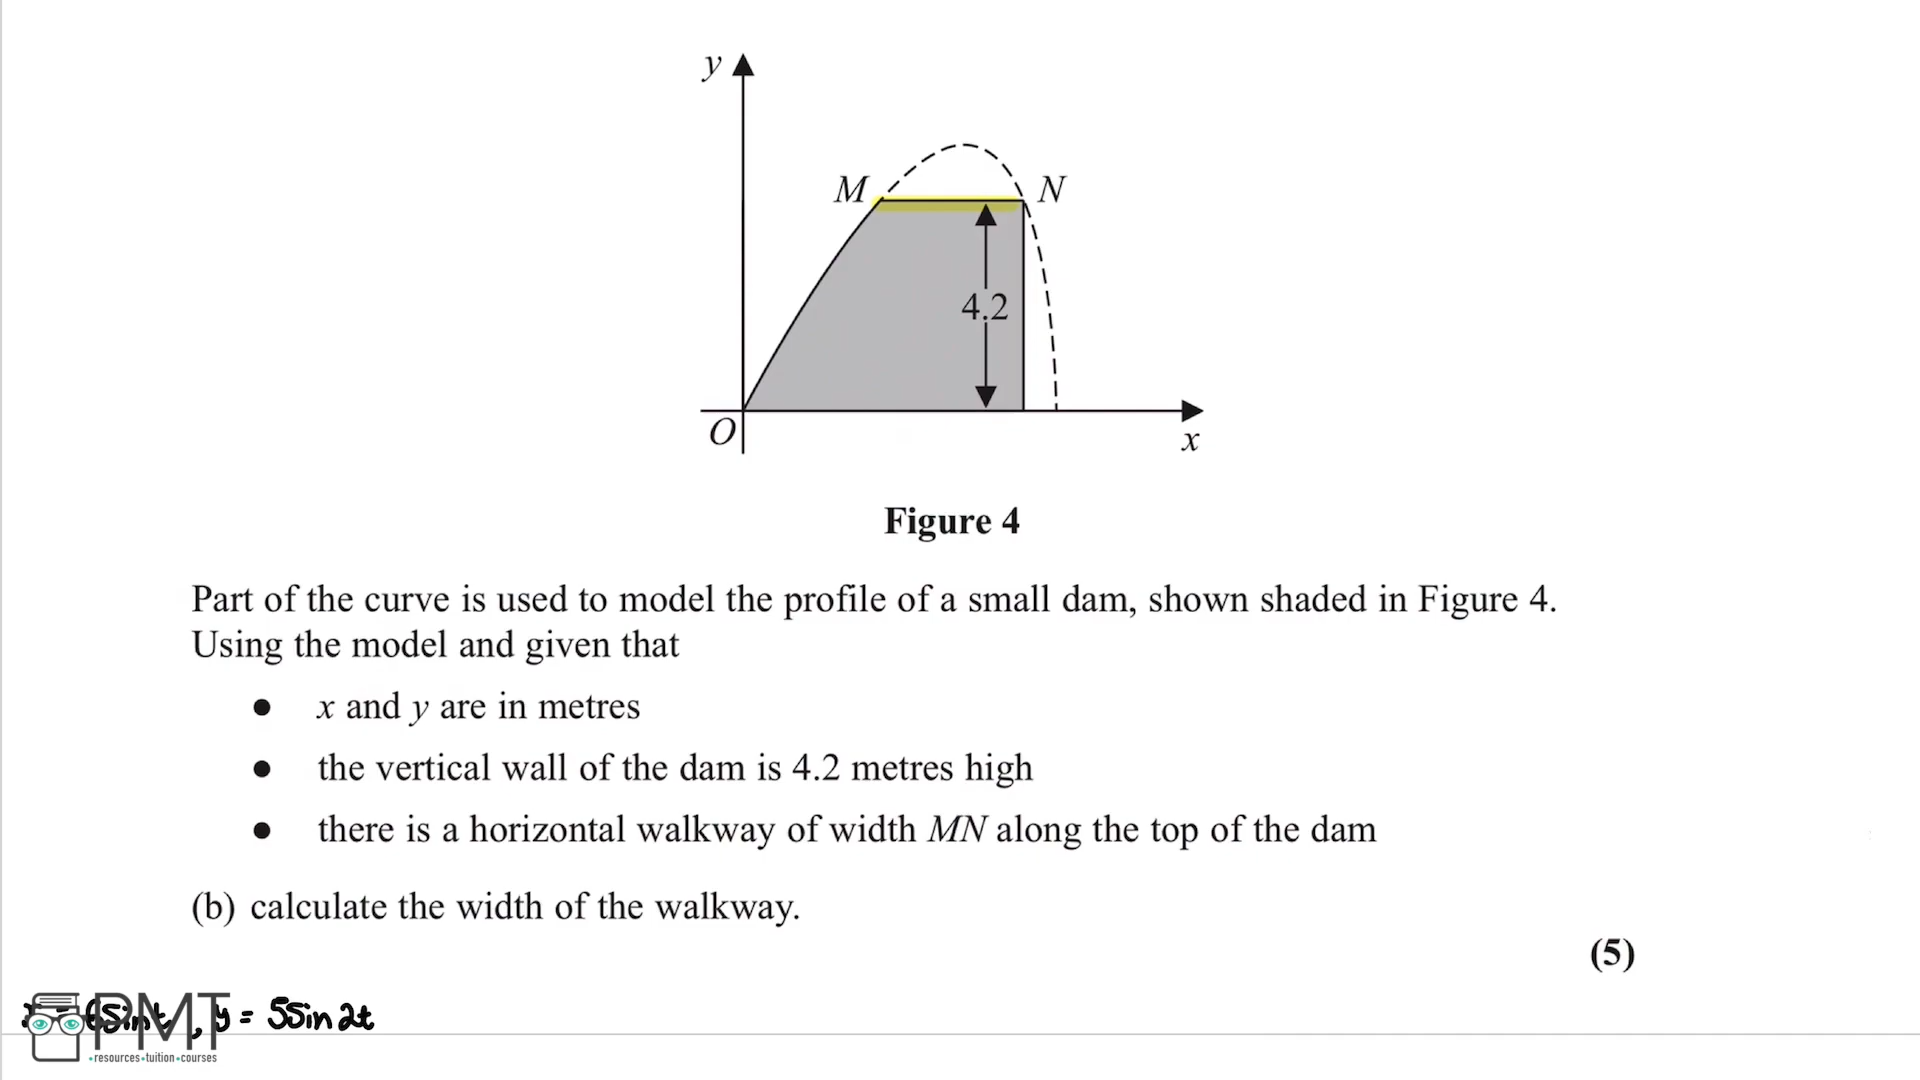 y
M N
4.2
O
x
Figure 4
Part of the curve is used to model the profile of a small dam, shown shaded in Figure 4.
Using the model and given that
● x and y are in metres
● the vertical wall of the dam is 4.2 metres high
● there is a horizontal walkway of width MN along the top of the dam
(b) calculate the width of the walkway.
(5)
6sin t , y = 5Sin 2t
PMT
•resources•tuition•courses